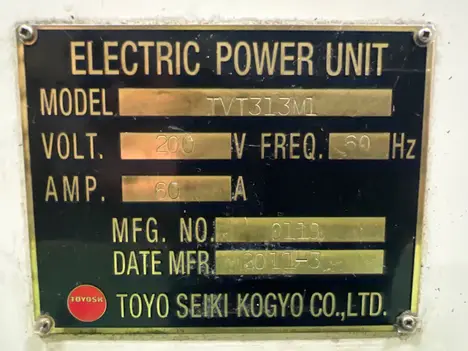 ELECTRIC POWER UNIT
MODEL TVT313M1
VOLT. 200 V FREQ. 60 Hz
AMP. 60 A
MFG. NO. 0111
DATE MFR. 2011-3
TOYOSK TOYO SEIKI KOGYO CO.,LTD.